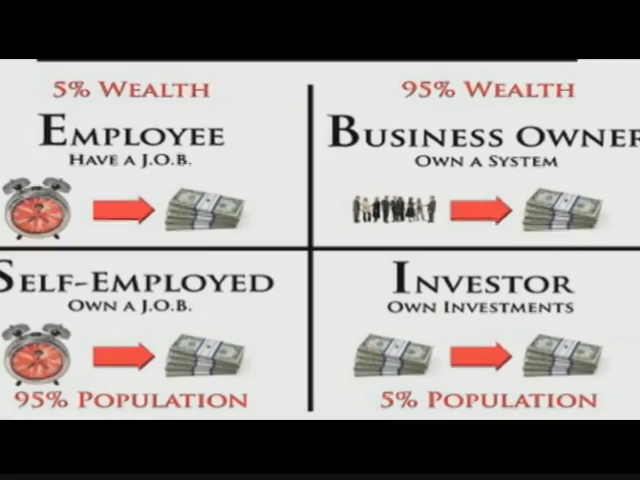 5% WEALTH
95% WEALTH
EMPLOYEE
HAVE A J.O.B.
BUSINESS OWNER
OWN A SYSTEM
SELF-EMPLOYED
OWN A J.O.B.
INVESTOR
OWN INVESTMENTS
95% POPULATION
5% POPULATION